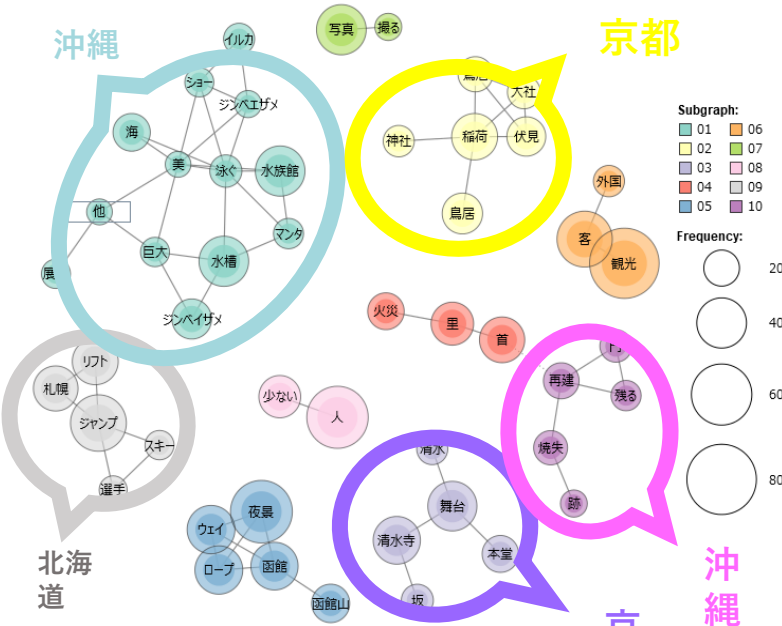 沖縄
イルカ
ショー
ジンベエザメ
海
美
泳ぐ
水族館
他
巨大
水槽
マンタ
ジンベイザメ
写真
撮る
京都
鳥居
大社
神社
稲荷
伏見
鳥居
外国
客
観光
Subgraph:
01 06
02 07
03 08
04 09
05 10
Frequency:
20
40
60
80
火災
里
首
リフト
札幌
ジャンプ
スキー
選手
北海
道
少ない
人
再建
残る
焼失
跡
沖
縄
夜景
ウェイ
ロープ
函館
函館山
清水
舞台
清水寺
本堂
坂